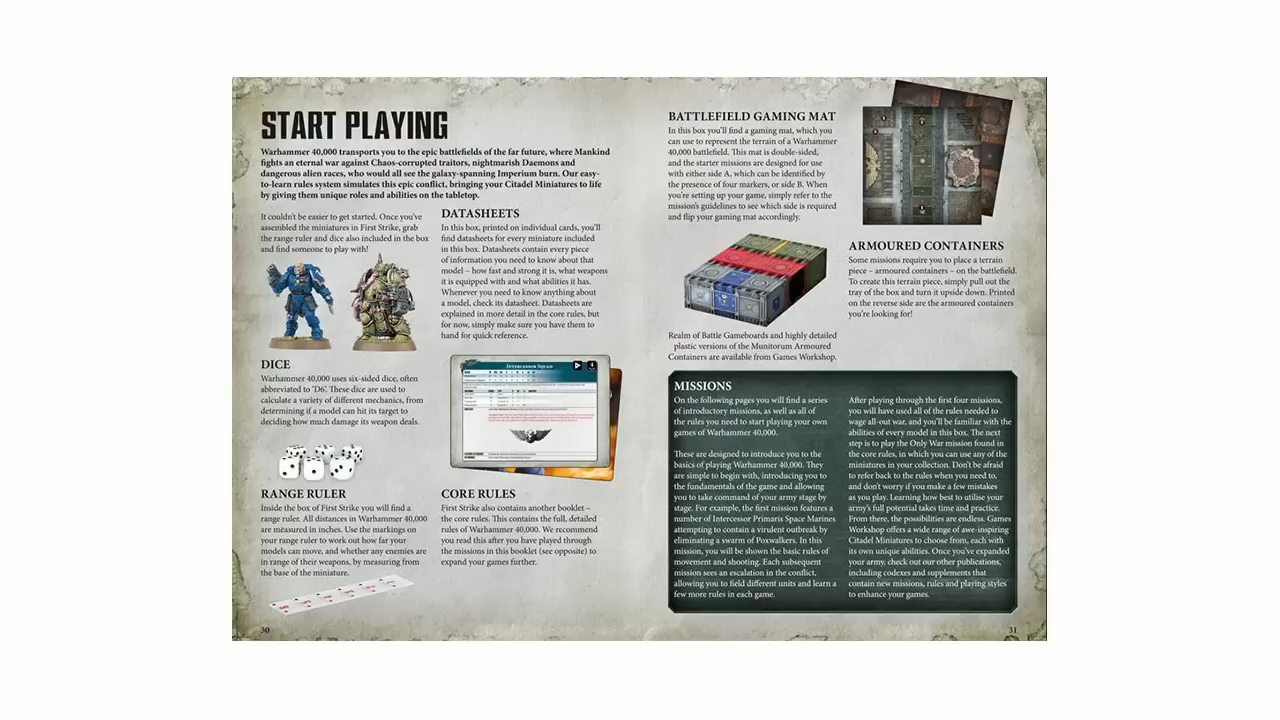 START PLAYING
Warhammer 40,000 transports you to the epic battlefields of the far future, where Mankind
fights an eternal war against Chaos-corrupted traitors, nightmarish Daemons and
dangerous alien races, who would all see the galaxy-spanning Imperium burn. Our easy-
to-learn rules system simulates this epic conflict, bringing your Citadel Miniatures to life
by giving them unique roles and abilities on the tabletop.
It couldn't be easier to get started. Once you've
assembled the miniatures in First Strike, grab
the range ruler and dice also included in the box
and find someone to play with!
DICE
Warhammer 40,000 uses six-sided dice, often
abbreviated to 'D6'. These dice are used to
calculate a variety of different mechanics, from
determining if a model can hit its target to
deciding how much damage its weapon deals.
RANGE RULER
Inside the box of First Strike you will find a
range ruler. All distances in Warhammer 40,000
are measured in inches. Use the markings on
your range ruler to work out how far your
models can move, and whether any enemies are
in range of their weapons, by measuring from
the base of the miniature.
DATASHEETS
In this box, printed on individual cards, you'll
find datasheets for every miniature included
in this box. Datasheets contain every piece
of information you need to know about that
model – how fast and strong it is, what weapons
it is equipped with and what abilities it has.
Whenever you need to know anything about
a model, check its datasheet. Datasheets are
explained in more detail in the core rules, but
for now, simply make sure you have them to
hand for quick reference.
INTERCESSOR SQUAD
CORE RULES
First Strike also contains another booklet –
the core rules. This contains the full, detailed
rules of Warhammer 40,000. We recommend
you read this after you have played through
the missions in this booklet (see opposite) to
expand your games further.
30
BATTLEFIELD GAMING MAT
In this box you'll find a gaming mat, which you
can use to represent the terrain of a Warhammer
40,000 battlefield. This mat is double-sided,
and the starter missions are designed for use
with either side A, which can be identified by
the presence of four markers, or side B. When
you're setting up your game, simply refer to the
mission's guidelines to see which side is required
and flip your gaming mat accordingly.
Realm of Battle Gameboards and highly detailed
plastic versions of the Munitorum Armoured
Containers are available from Games Workshop.
ARMOURED CONTAINERS
Some missions require you to place a terrain
piece – armoured containers – on the battlefield.
To create this terrain piece, simply pull out the
tray of the box and turn it upside down. Printed
on the reverse side are the armoured containers
you're looking for!
MISSIONS
On the following pages you will find a series
of introductory missions, as well as all of
the rules you need to start playing your own
games of Warhammer 40,000.
These are designed to introduce you to the
basics of playing Warhammer 40,000. They
are simple to begin with, introducing you to
the fundamentals of the game and allowing
you to take command of your army stage by
stage. For example, the first mission features a
number of Intercessor Primaris Space Marines
attempting to contain a virulent outbreak by
eliminating a swarm of Poxwalkers. In this
mission, you will be shown the basic rules of
movement and shooting. Each subsequent
mission sees an escalation in the conflict,
allowing you to field different units and learn a
few more rules in each game.
After playing through the first four missions,
you will have used all of the rules needed to
wage all-out war, and you'll be familiar with the
abilities of every model in this box. The next
step is to play the Only War mission found in
the core rules, in which you can use any of the
miniatures in your collection. Don't be afraid
to refer back to the rules when you need to,
and don't worry if you make a few mistakes
as you play. Learning how best to utilise your
army's full potential takes time and practice.
From there, the possibilities are endless. Games
Workshop offers a wide range of awe-inspiring
Citadel Miniatures to choose from, each with
its own unique abilities. Once you've expanded
your army, check out our other publications,
including codexes and supplements that
contain new missions, rules and playing styles
to enhance your games.
31